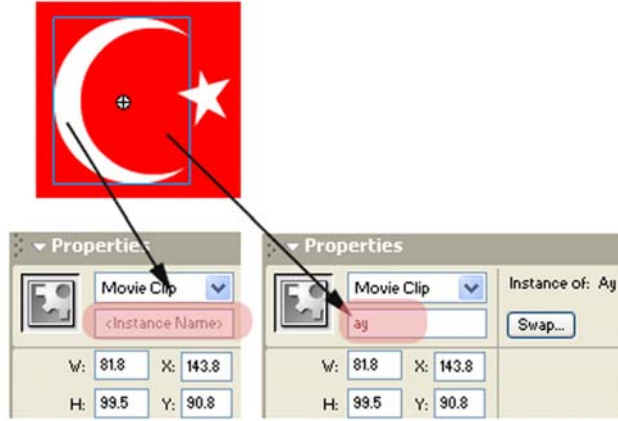 Properties
Movie Clip
<Instance Name>
W: 81.8 X: 143.8
H: 99.5 Y: 90.8
Properties
Movie Clip
Instance of: Ay
ay
Swap...
W: 81.8 X: 143.8
H: 99.5 Y: 90.8